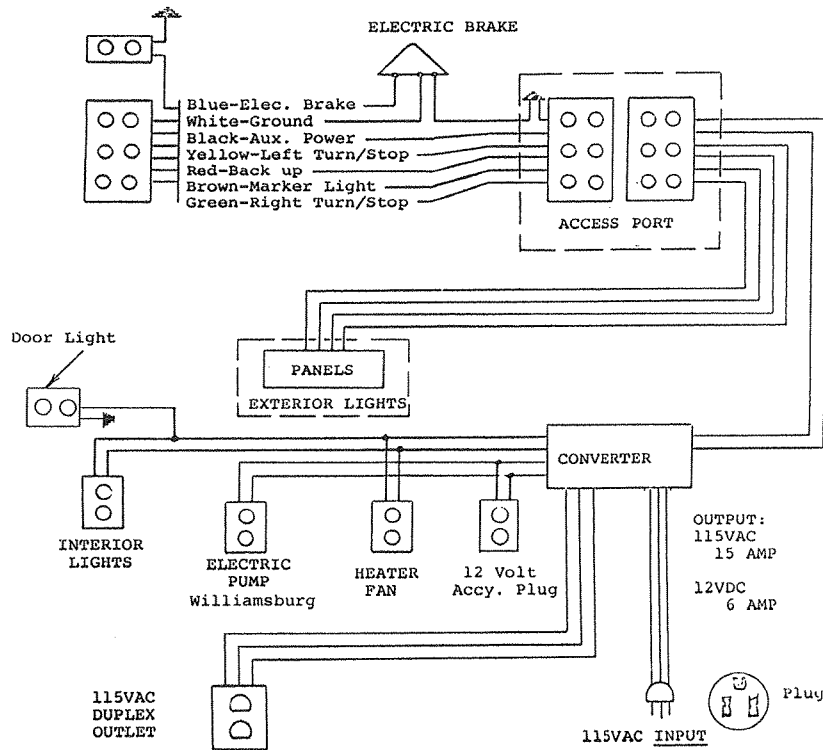 ELECTRIC BRAKE
Blue-Elec. Brake
White-Ground
Black-Aux. Power
Yellow-Left Turn/Stop
Red-Back up
Brown-Marker Light
Green-Right Turn/Stop
ACCESS PORT
Door Light
PANELS
EXTERIOR LIGHTS
CONVERTER
INTERIOR
LIGHTS
ELECTRIC
PUMP
Williamsburg
HEATER
FAN
12 Volt
Accy. Plug
OUTPUT:
115VAC
15 AMP
12VDC
6 AMP
115VAC
DUPLEX
OUTLET
115VAC INPUT
Plug